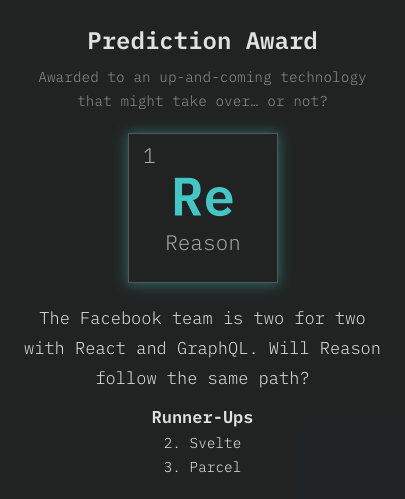 Prediction Award
Awarded to an up-and-coming technology
that might take over… or not?
1
Re
Reason
The Facebook team is two for two
with React and GraphQL. Will Reason
follow the same path?
Runner-Ups
2. Svelte
3. Parcel